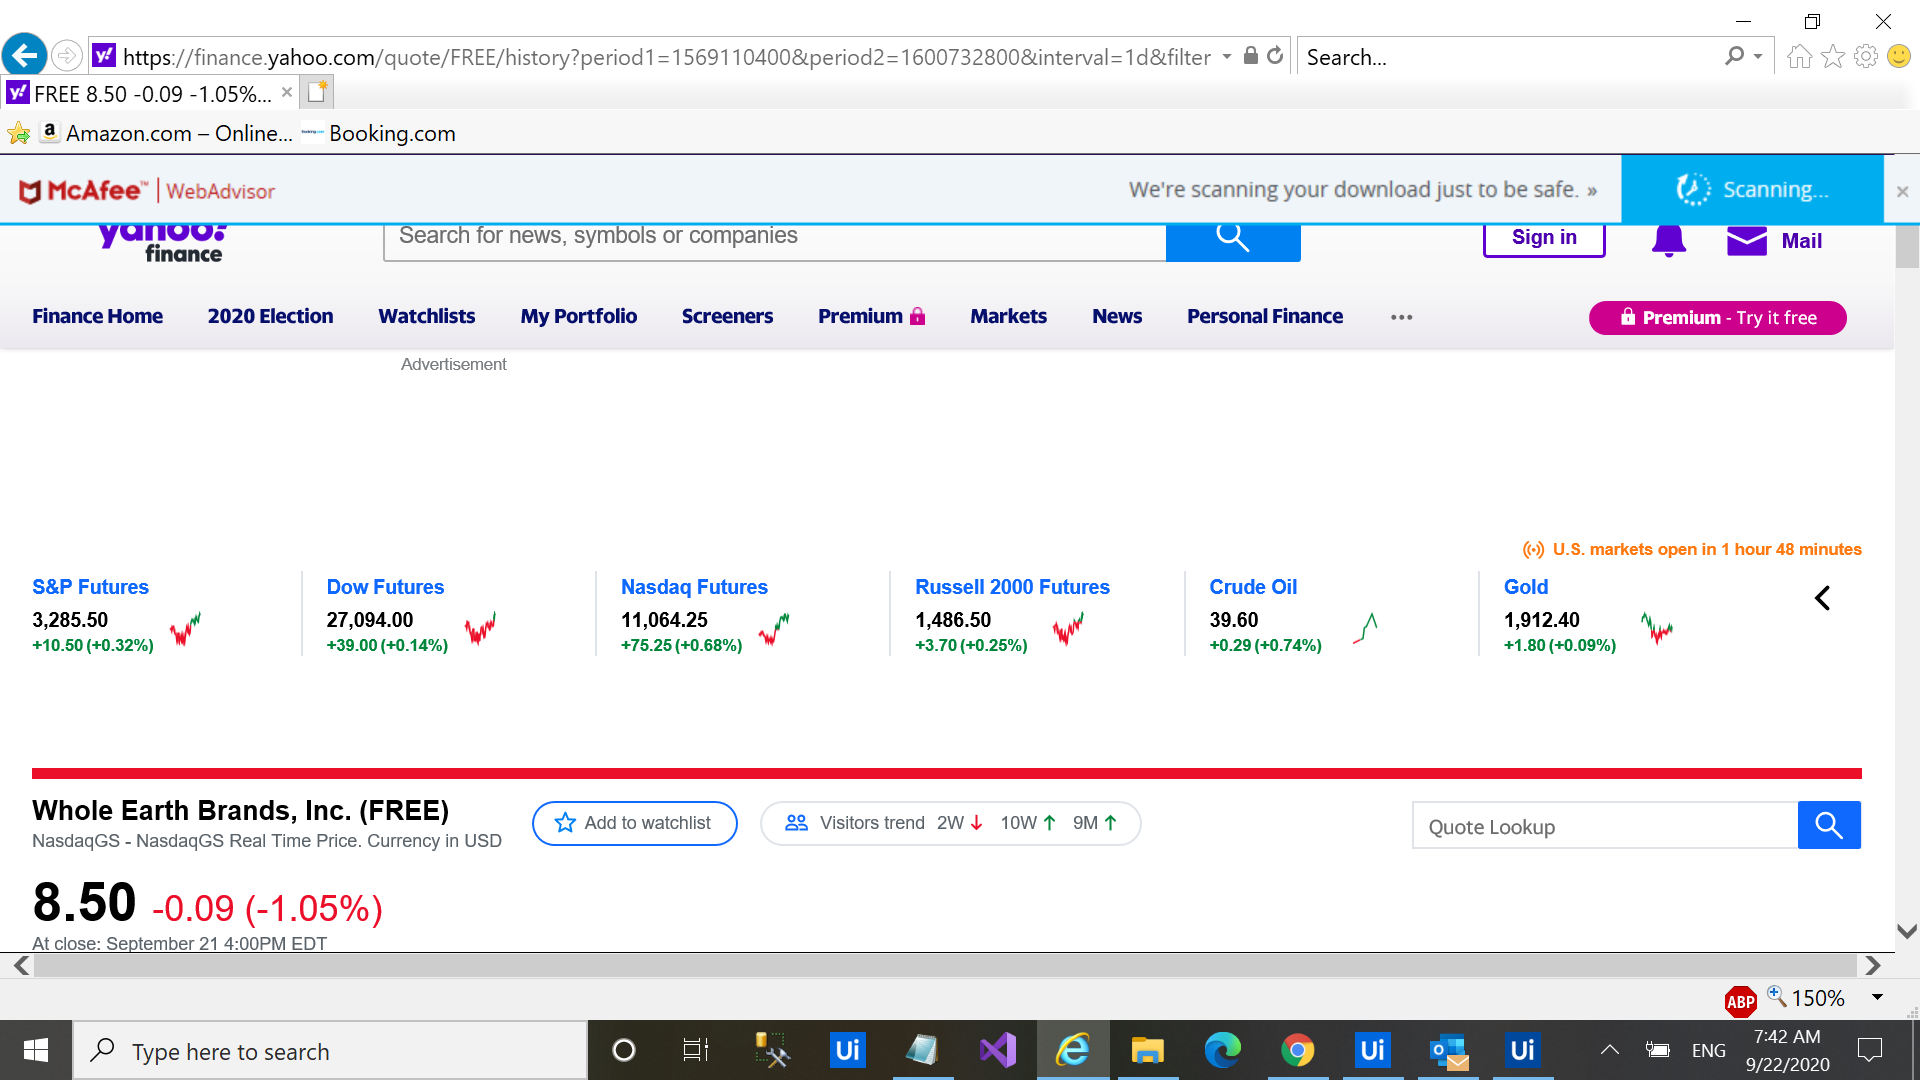 https://finance.yahoo.com/quote/FREE/history?period1=1569110400&period2=1600732800&interval=1d&filter
Search...
FREE 8.50 -0.09 -1.05%...
Amazon.com – Online...
Booking.com
McAfee™ | WebAdvisor
We're scanning your download just to be safe. »
Scanning...
yahoo!
finance
Search for news, symbols or companies
Sign in
Mail
Finance Home
2020 Election
Watchlists
My Portfolio
Screeners
Premium
Markets
News
Personal Finance
Premium - Try it free
Advertisement
U.S. markets open in 1 hour 48 minutes
S&P Futures
3,285.50
+10.50 (+0.32%)
Dow Futures
27,094.00
+39.00 (+0.14%)
Nasdaq Futures
11,064.25
+75.25 (+0.68%)
Russell 2000 Futures
1,486.50
+3.70 (+0.25%)
Crude Oil
39.60
+0.29 (+0.74%)
Gold
1,912.40
+1.80 (+0.09%)
Whole Earth Brands, Inc. (FREE)
NasdaqGS - NasdaqGS Real Time Price. Currency in USD
Add to watchlist
Visitors trend 2W ↓ 10W ↑ 9M ↑
Quote Lookup
8.50 -0.09 (-1.05%)
At close: September 21 4:00PM EDT
ABP
150%
Type here to search
Ui
Ui
Ui
ENG
7:42 AM
9/22/2020